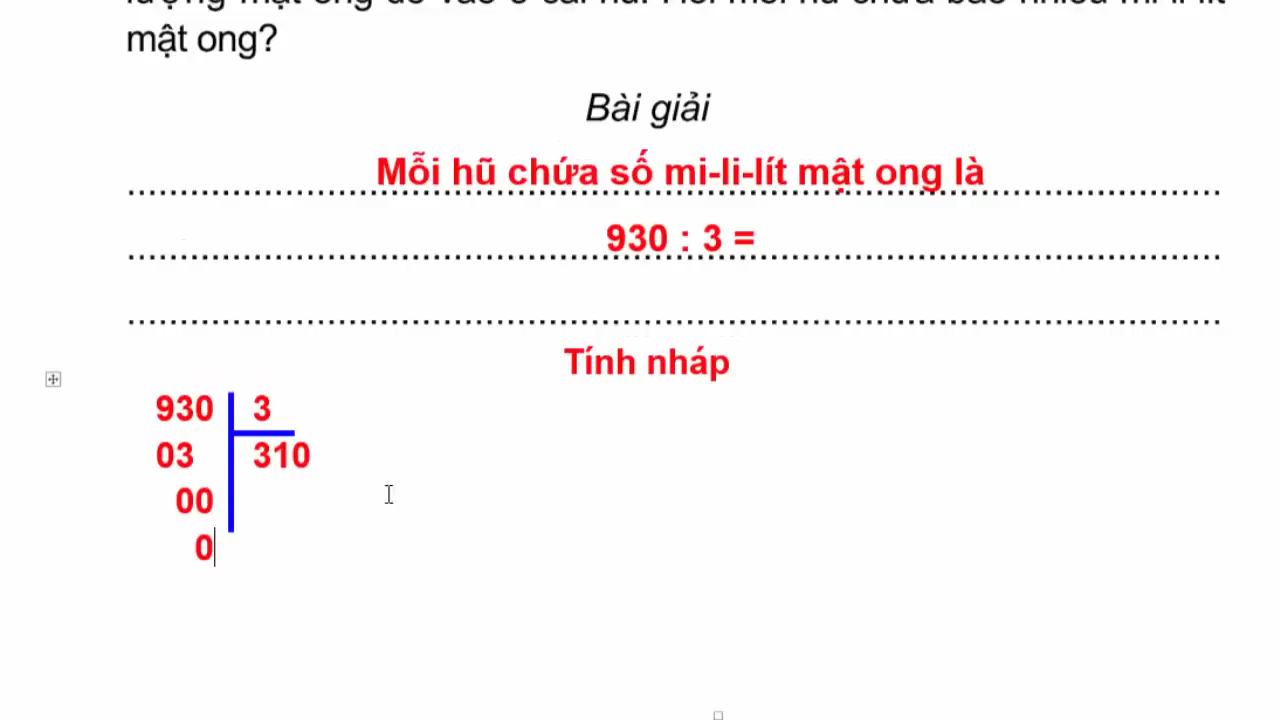 mật ong?
Bài giải
Mỗi hũ chứa số mi-li-lít mật ong là
930 : 3 =
Tính nháp
930 3
03 310
00
0